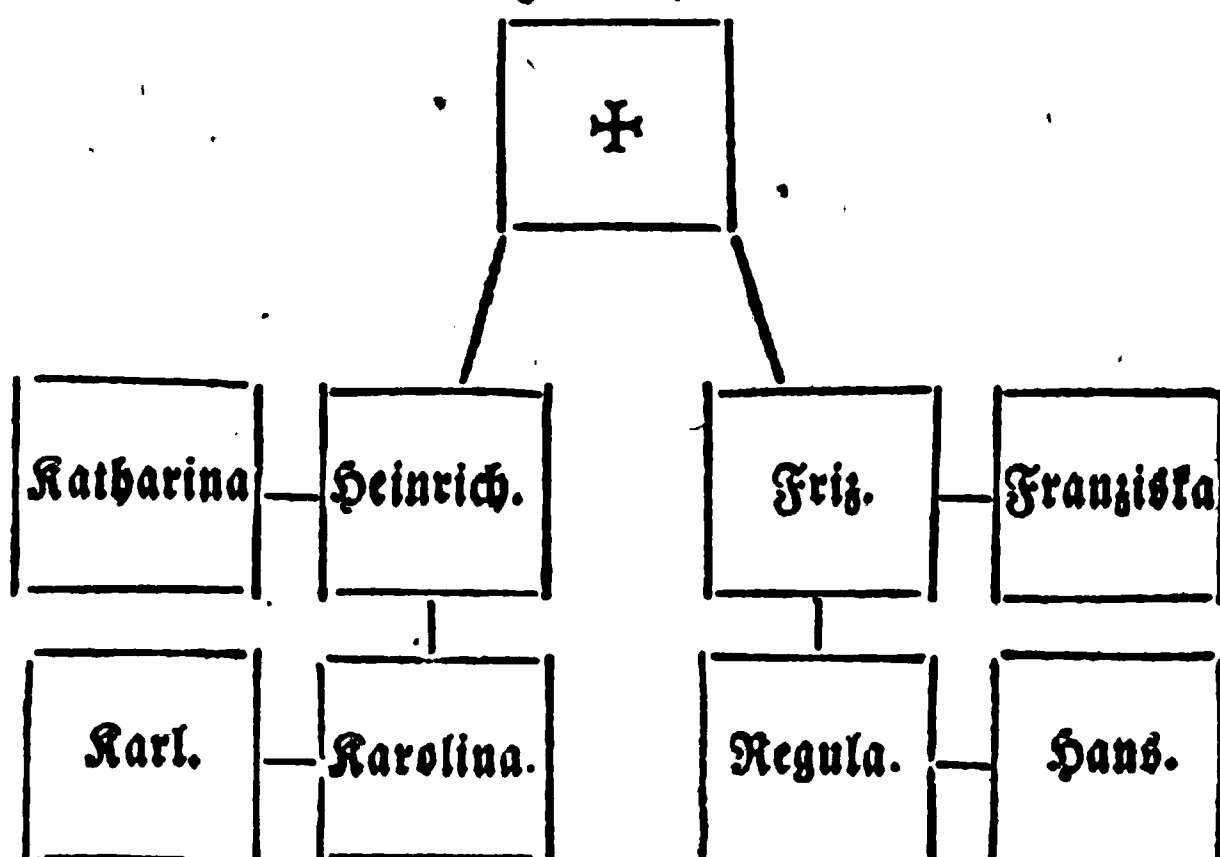 ✠
Katharina Heinrich. Friz. Franziska
Karl. Karolina. Regula. Hans.